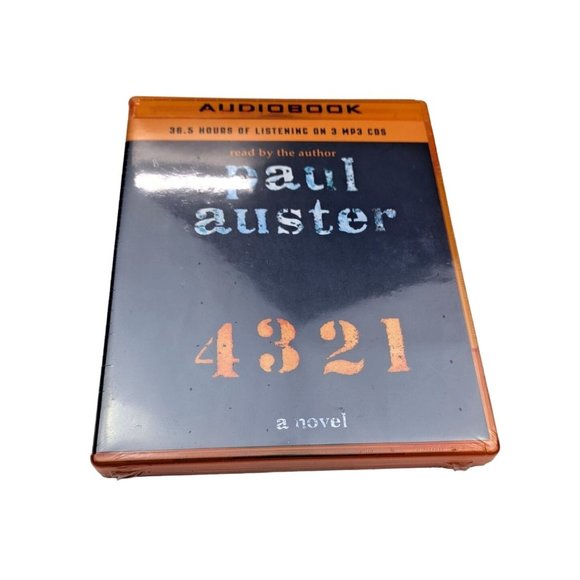 AUDIOBOOK
36.5 HOURS OF LISTENING ON 3 MP3 CDS
read by the author
paul
auster
4321
a novel